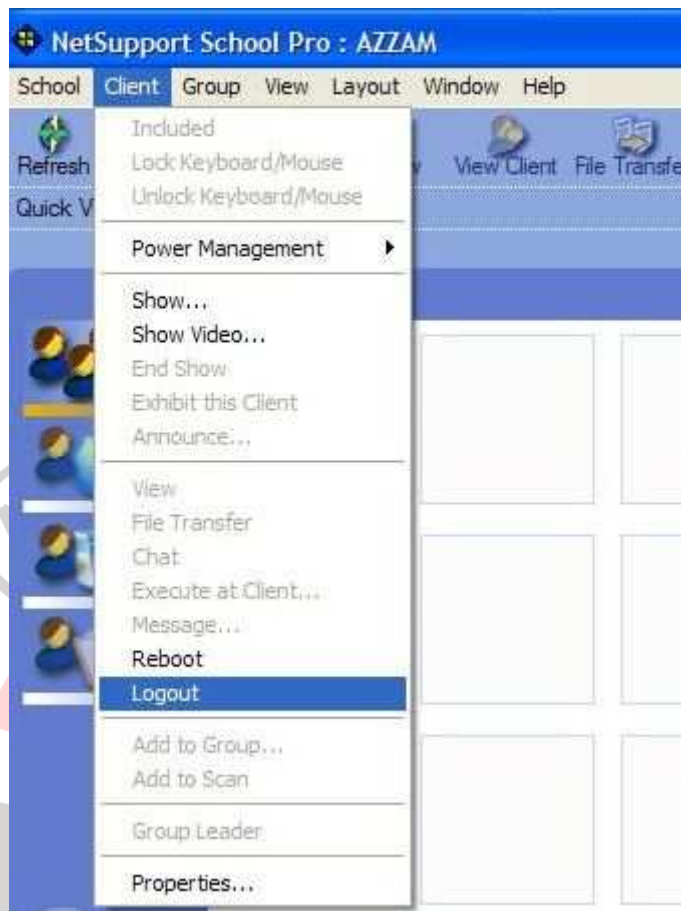 NetSupport School Pro : AZZAM
School Client Group View Layout Window Help
Refresh View Client File Transfe
Quick V
Included
Lock Keyboard/Mouse
Unlock Keyboard/Mouse
Power Management
Show...
Show Video...
End Show
Exhibit this Client
Announce...
View
File Transfer
Chat
Execute at Client...
Message...
Reboot
Logout
Add to Group...
Add to Scan
Group Leader
Properties...